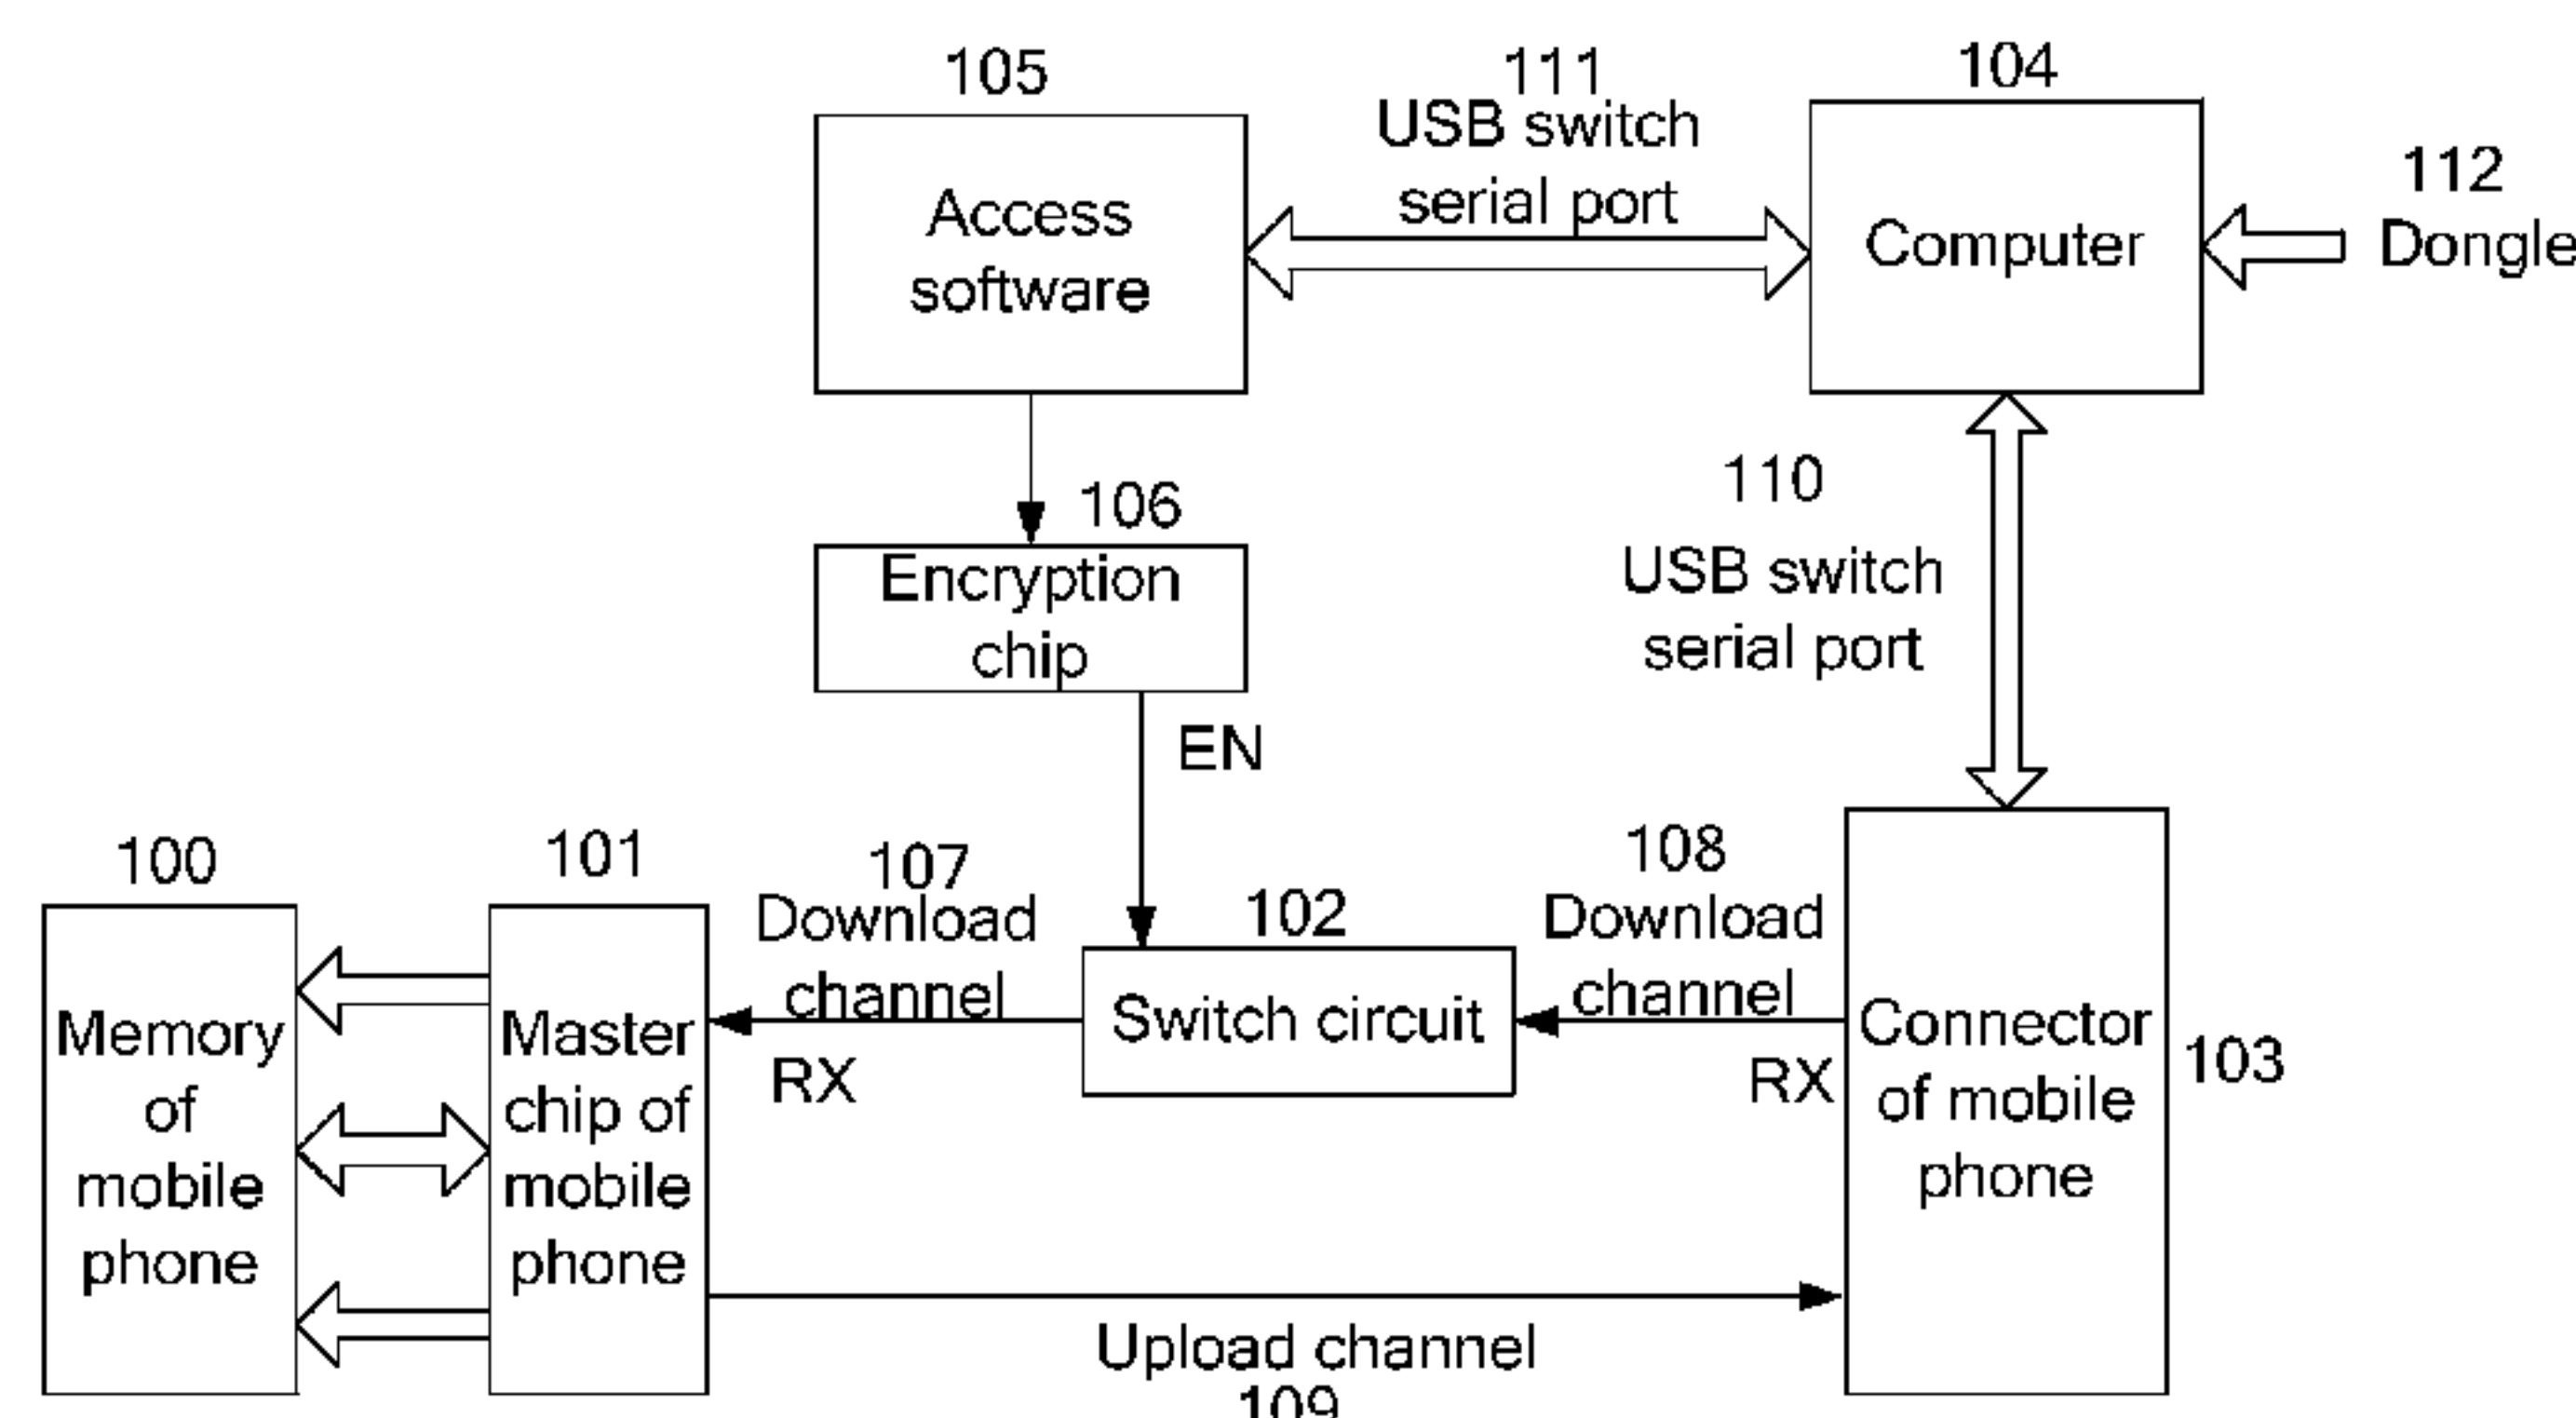 105
Access
software
111
USB switch
serial port
104
Computer
112
Dongle
106
Encryption
chip
EN
110
USB switch
serial port
100
Memory
of
mobile
phone
101
Master
chip of
mobile
phone
107
Download
channel
RX
102
Switch circuit
108
Download
channel
RX
Connector
of mobile
phone
103
Upload channel
109